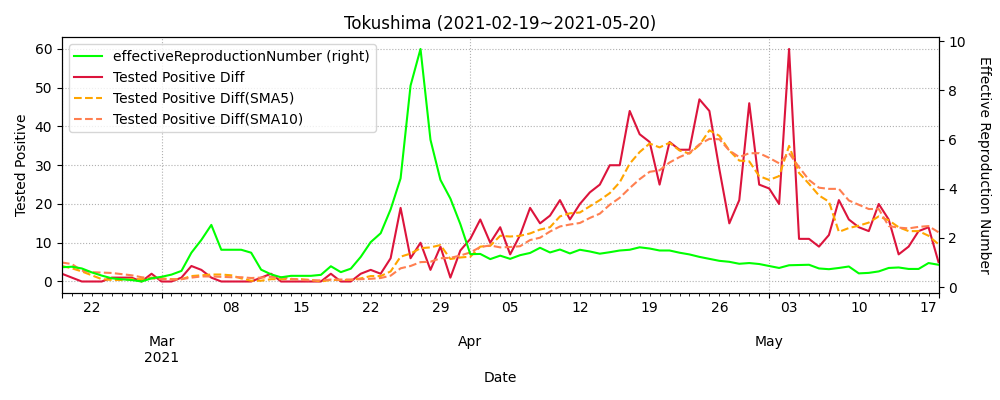 Tokushima (2021-02-19~2021-05-20)
effectiveReproductionNumber (right)
Tested Positive Diff
Tested Positive Diff(SMA5)
Tested Positive Diff(SMA10)
Tested Positive
60
50
40
30
20
10
0
Effective Reproduction Number
10
8
6
4
2
0
22 08 15 22 29 05 12 19 26 03 10 17
Mar Apr May
2021
Date